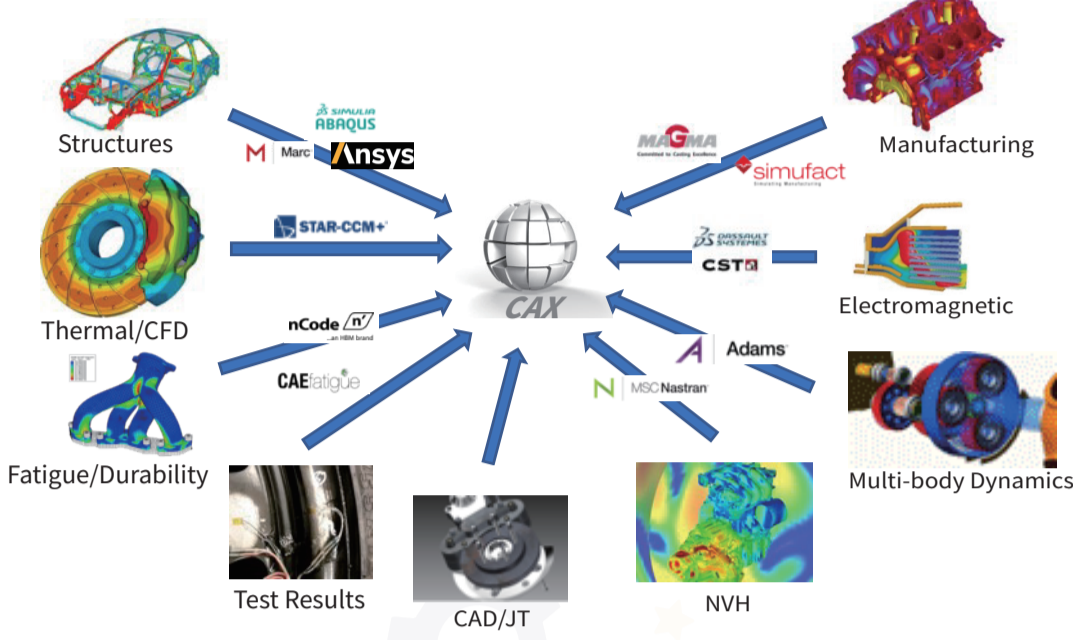 Structures
Manufacturing
SIMULIA
ABAQUS
Marc
Ansys
MAGMA
Committed to Casting Excellence
simufact
Simulating Manufacturing
Thermal/CFD
STAR-CCM+
DASSAULT
SYSTEMES
CST
Electromagnetic
CAX
nCode n
...an HBM brand
CAEfatigue
Adams
MSC Nastran
Fatigue/Durability
Multi-body Dynamics
Test Results
CAD/JT
NVH